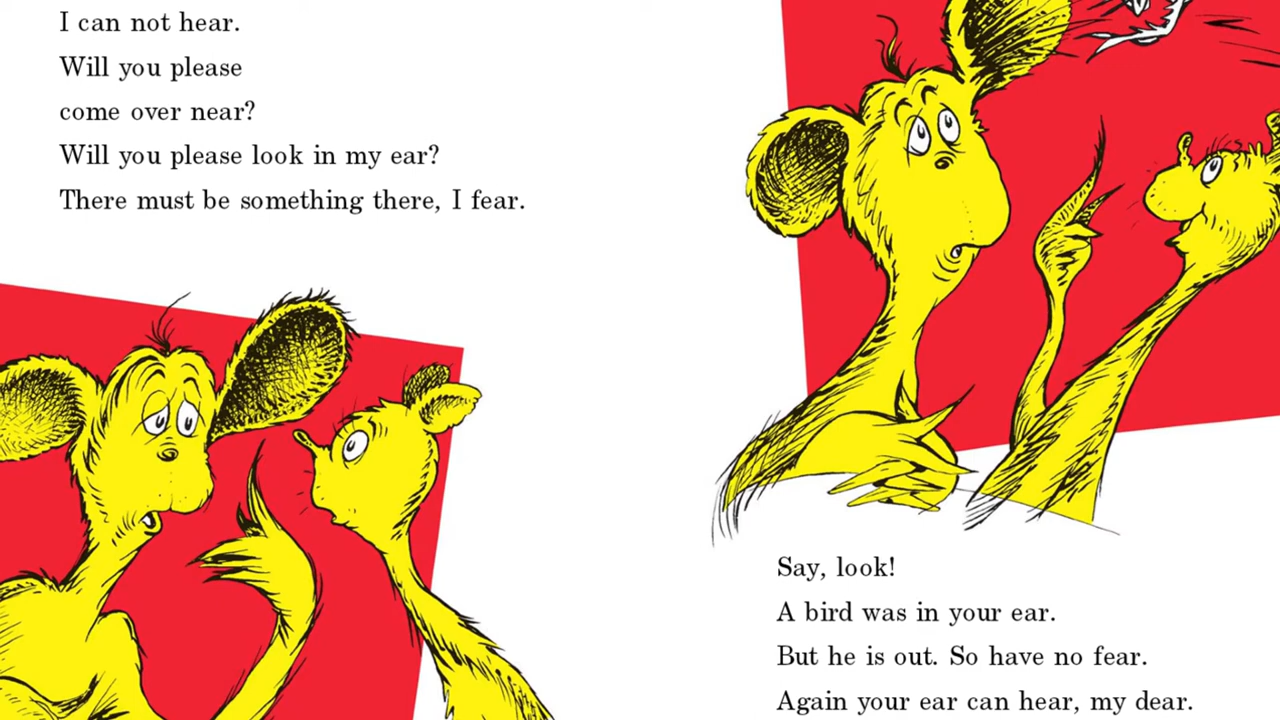 I can not hear.
Will you please
come over near?
Will you please look in my ear?
There must be something there, I fear.
Say, look!
A bird was in your ear.
But he is out. So have no fear.
Again your ear can hear, my dear.